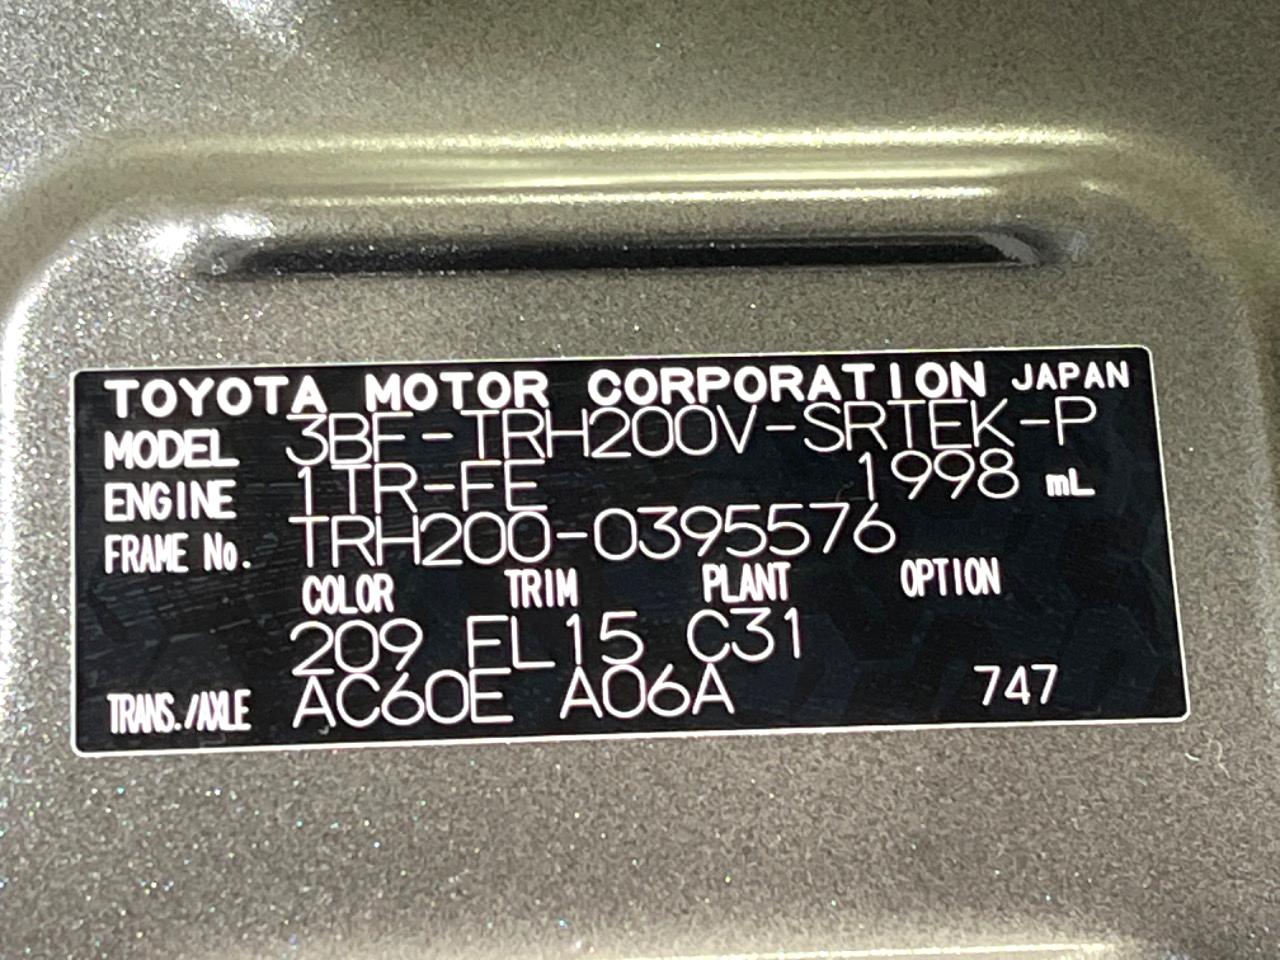 TOYOTA MOTOR CORPORATION JAPAN
MODEL 3BF-TRH200V-SRTEK-P
ENGINE 1TR-FE 1998 mL
FRAME No. TRH200-0395576
COLOR TRIM PLANT OPTION
209 FL15 C31
TRANS./AXLE AC60E A06A 747